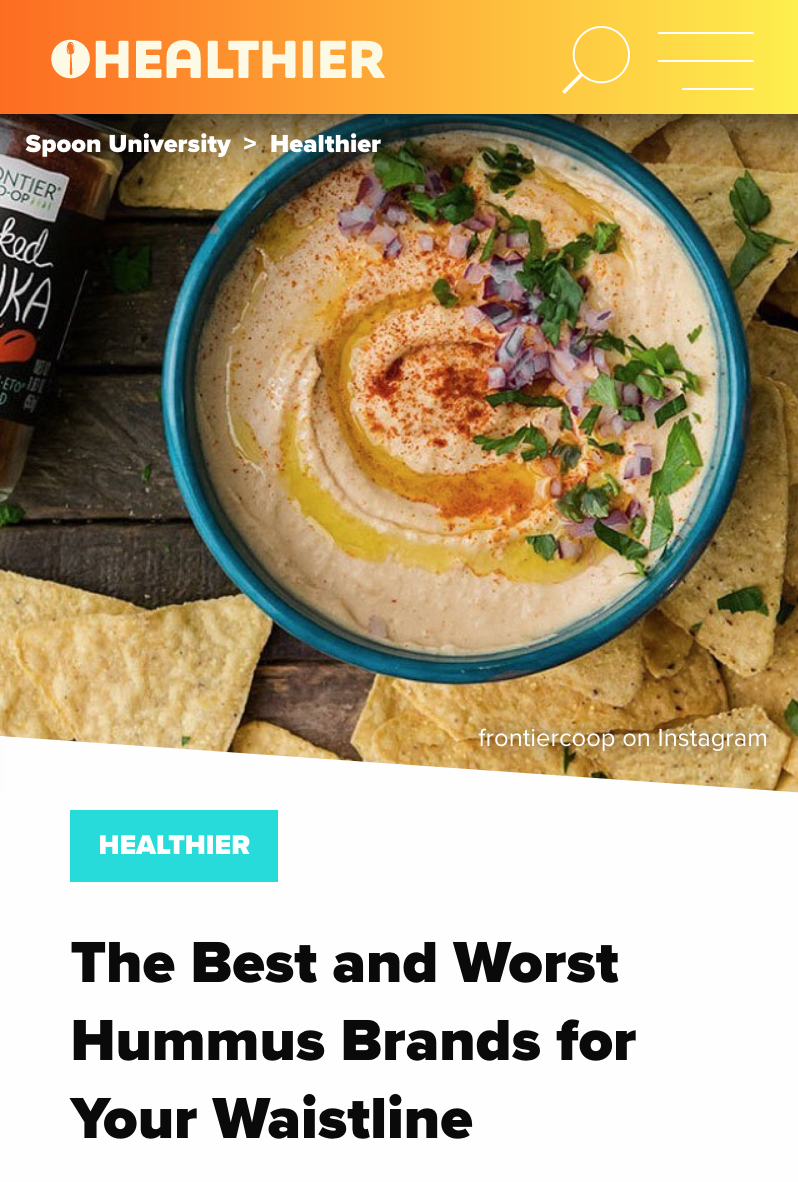 HEALTHIER
Spoon University > Healthier
frontiercoop on Instagram
HEALTHIER
The Best and Worst
Hummus Brands for
Your Waistline